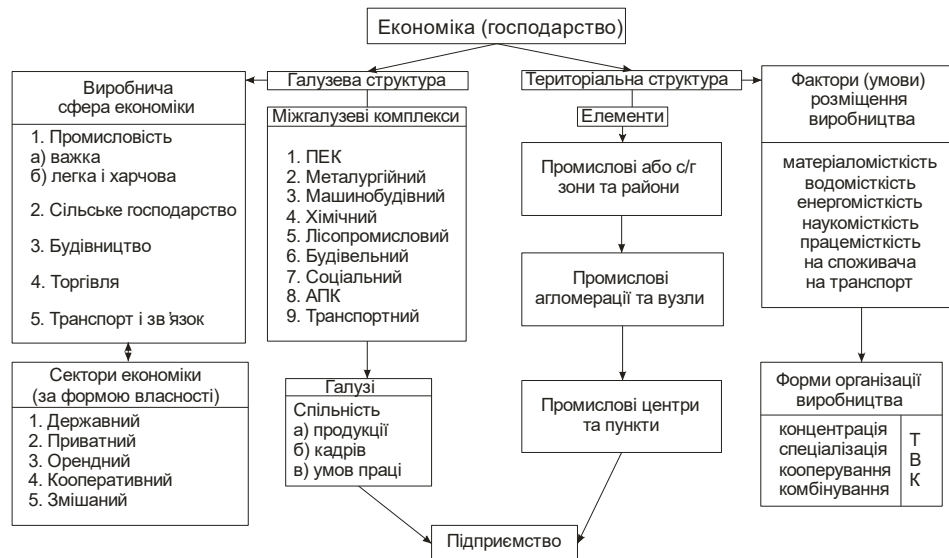 Економіка (господарство)
Виробнича
сфера економіки
1. Промисловість
а) важка
б) легка і харчова
2. Сільське господарство
3. Будівництво
4. Торгівля
5. Транспорт і зв'язок
Сектори економіки
(за формою власності)
1. Державний
2. Приватний
3. Орендний
4. Кооперативний
5. Змішаний
Галузева структура
Міжгалузеві комплекси
1. ПЕК
2. Металургійний
3. Машинобудівний
4. Хімічний
5. Лісопромисловий
6. Будівельний
7. Соціальний
8. АПК
9. Транспортний
Галузі
Спільність
а) продукції
б) кадрів
в) умов праці
Територіальна структура
Елементи
Промислові або с/г
зони та райони
Промислові
агломерації та вузли
Промислові центри
та пункти
Фактори (умови)
розміщення
виробництва
матеріаломісткість
водомісткість
енергомісткість
наукомісткість
працемісткість
на споживача
на транспорт
Форми організації
виробництва
концентрація
спеціалізація
кооперування
комбінування
Т
В
К
Підприємство